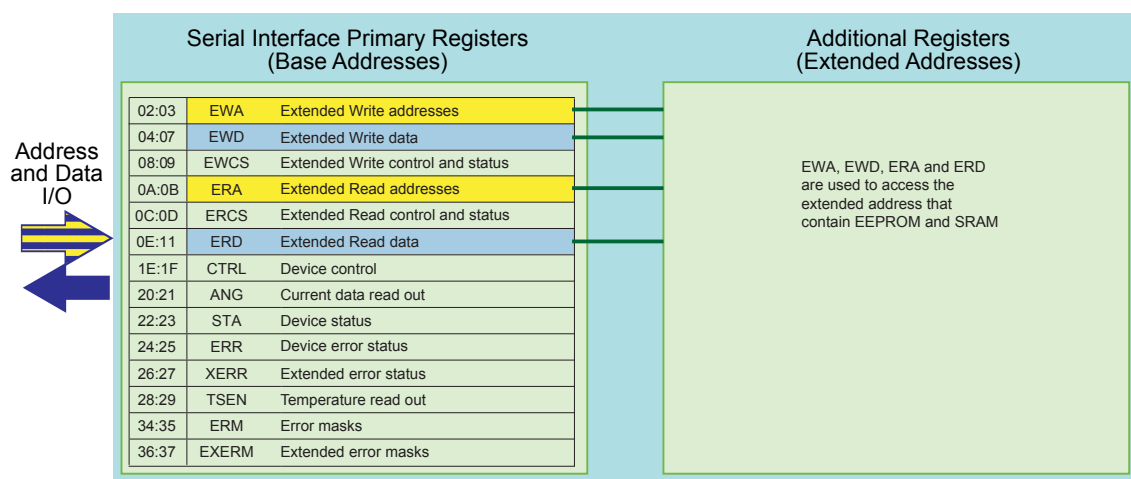 Serial Interface Primary Registers
(Base Addresses)
Additional Registers
(Extended Addresses)
Address
and Data
I/O
02:03 EWA Extended Write addresses
04:07 EWD Extended Write data
08:09 EWCS Extended Write control and status
0A:0B ERA Extended Read addresses
0C:0D ERCS Extended Read control and status
0E:11 ERD Extended Read data
1E:1F CTRL Device control
20:21 ANG Current data read out
22:23 STA Device status
24:25 ERR Device error status
26:27 XERR Extended error status
28:29 TSEN Temperature read out
34:35 ERM Error masks
36:37 EXERM Extended error masks
EWA, EWD, ERA and ERD
are used to access the
extended address that
contain EEPROM and SRAM